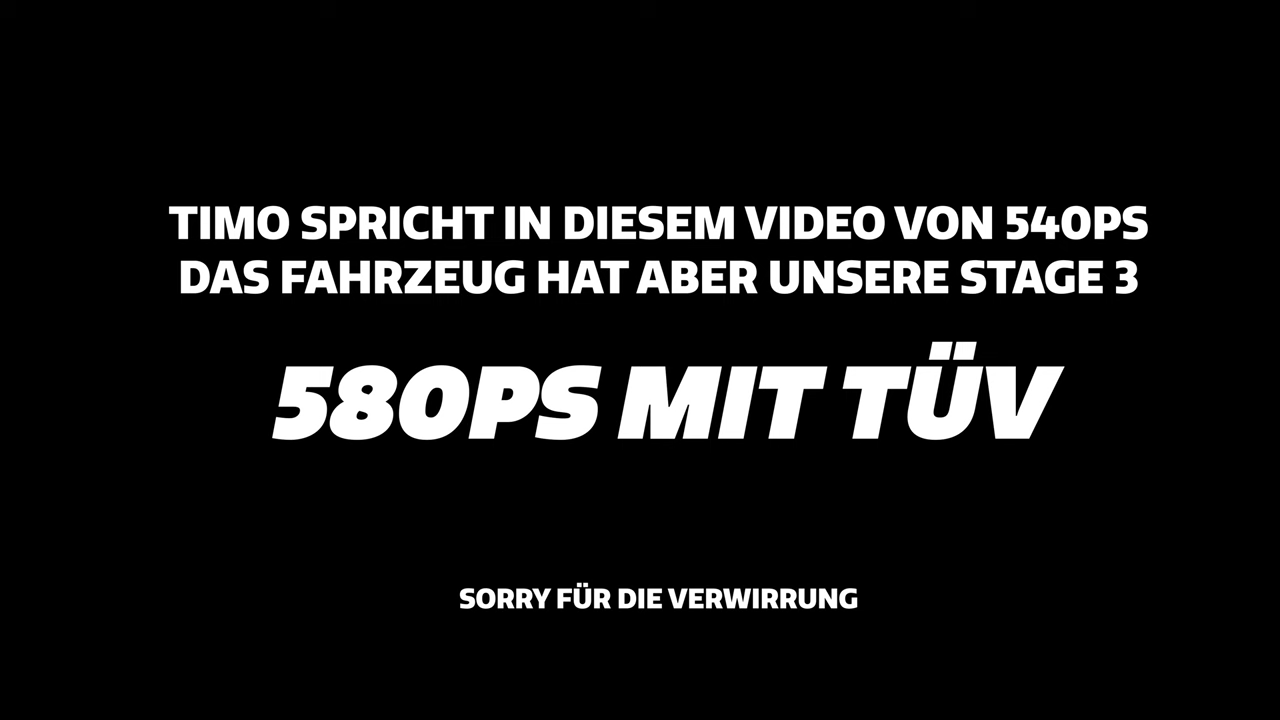 TIMO SPRICHT IN DIESEM VIDEO VON 540PS
DAS FAHRZEUG HAT ABER UNSERE STAGE 3
580PS MIT TÜV
SORRY FÜR DIE VERWIRRUNG